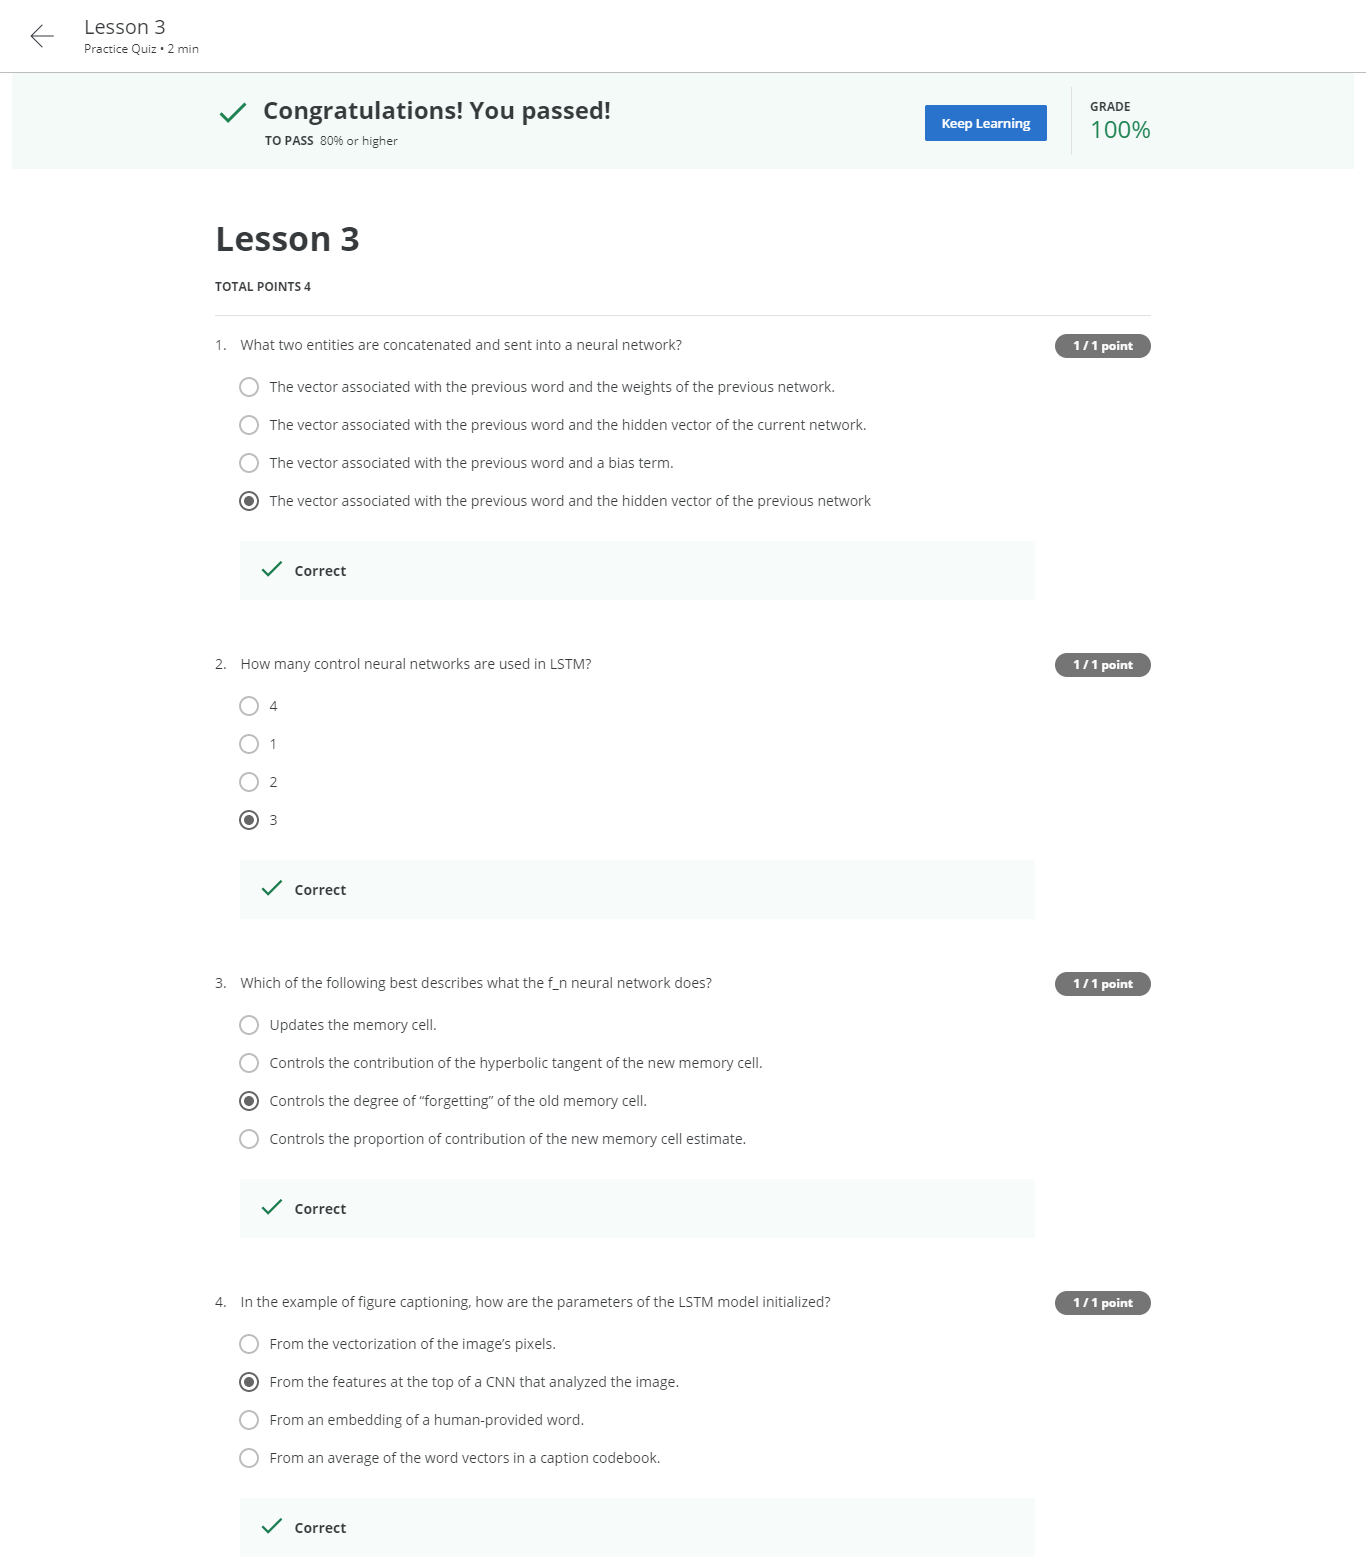 Lesson 3
Practice Quiz • 2 min
Congratulations! You passed!
TO PASS 80% or higher
Keep Learning
GRADE
100%
Lesson 3
TOTAL POINTS 4
1. What two entities are concatenated and sent into a neural network?
1 / 1 point
The vector associated with the previous word and the weights of the previous network.
The vector associated with the previous word and the hidden vector of the current network.
The vector associated with the previous word and a bias term.
The vector associated with the previous word and the hidden vector of the previous network
Correct
2. How many control neural networks are used in LSTM?
1 / 1 point
4
1
2
3
Correct
3. Which of the following best describes what the f_n neural network does?
1 / 1 point
Updates the memory cell.
Controls the contribution of the hyperbolic tangent of the new memory cell.
Controls the degree of “forgetting” of the old memory cell.
Controls the proportion of contribution of the new memory cell estimate.
Correct
4. In the example of figure captioning, how are the parameters of the LSTM model initialized?
1 / 1 point
From the vectorization of the image’s pixels.
From the features at the top of a CNN that analyzed the image.
From an embedding of a human-provided word.
From an average of the word vectors in a caption codebook.
Correct